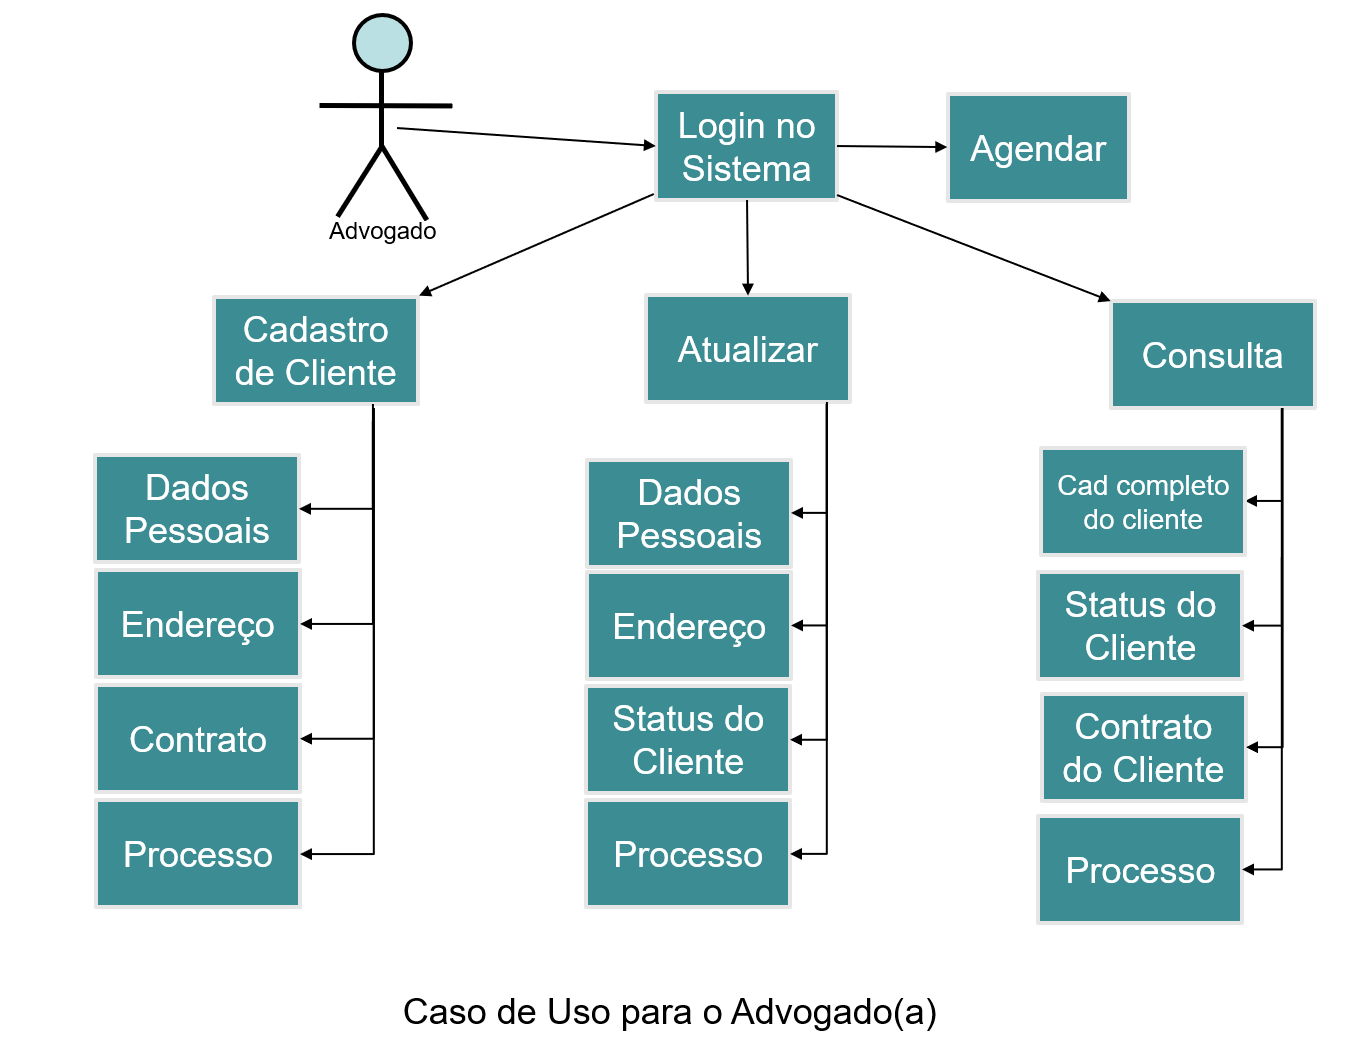 Advogado
Login no
Sistema
Agendar
Cadastro
de Cliente
Atualizar
Consulta
Dados
Pessoais
Endereço
Contrato
Processo
Dados
Pessoais
Endereço
Status do
Cliente
Processo
Cad completo
do cliente
Status do
Cliente
Contrato
do Cliente
Processo
Caso de Uso para o Advogado(a)